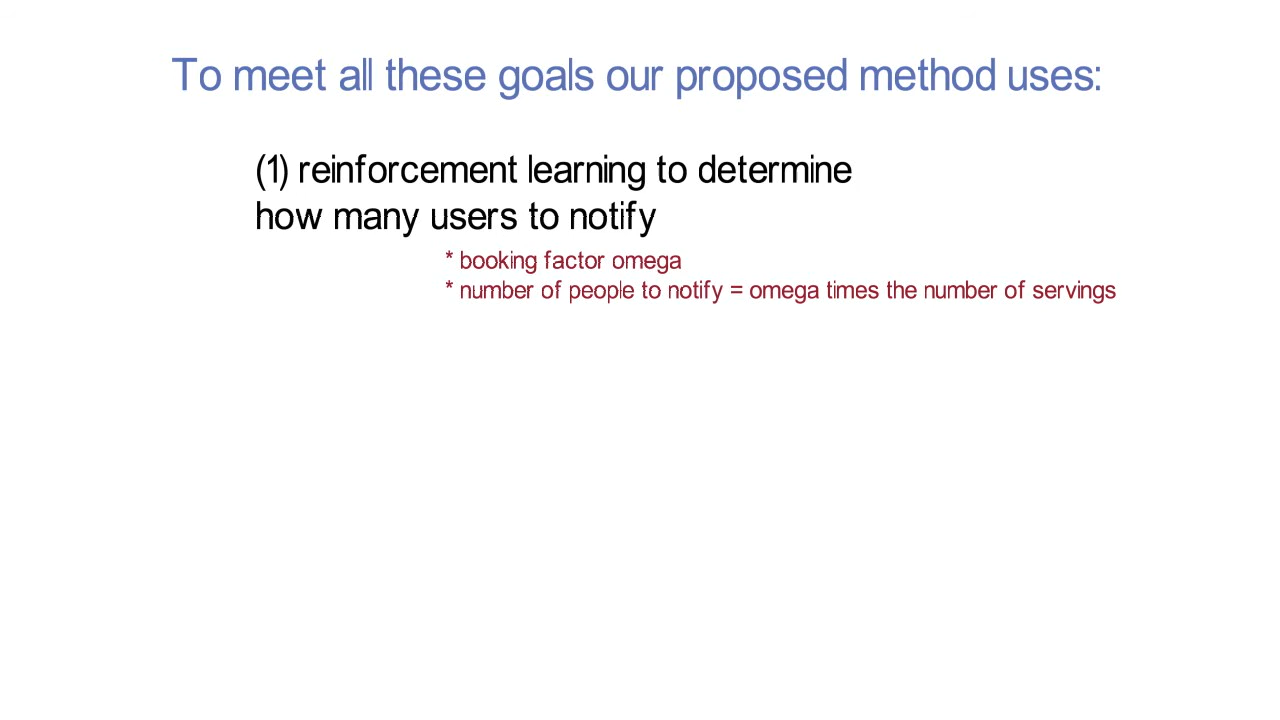 To meet all these goals our proposed method uses:
(1) reinforcement learning to determine
how many users to notify
* booking factor omega
* number of people to notify = omega times the number of servings